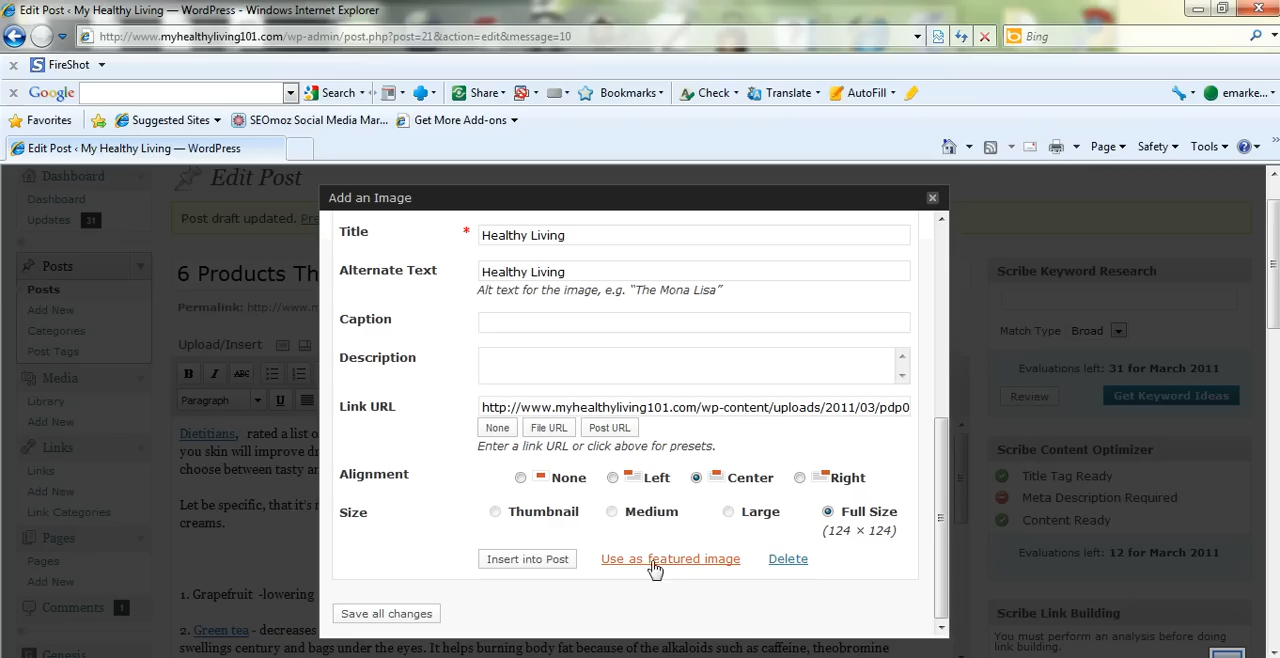 Edit Post ‹ My Healthy Living — WordPress - Windows Internet Explorer
http://www.myhealthyliving101.com/wp-admin/post.php?post=21&action=edit&message=10
Bing
x FireShot
x Google Search Share Bookmarks Check Translate AutoFill emarke...
Favorites Suggested Sites SEOmoz Social Media Mar... Get More Add-ons
Edit Post ‹ My Healthy Living — WordPress
Page Safety Tools
Dashboard
Dashboard
Updates 31
Posts
Posts
Add New
Categories
Post Tags
Media
Library
Add New
Links
Links
Add New
Link Categories
Pages
Pages
Add New
Comments 1
Genesis
Edit Post
Post draft updated. Pre
6 Products Th
Permalink: http://www.m
Upload/Insert
B I ABC
Paragraph U
Dietitians, rated a list o
you skin will improve dr
choose between tasty ar
Let be specific, that it's r
creams.
1. Grapefruit -lowering
2. Green tea - decreases
swellings century and bags under the eyes. It helps burning body fat because of the alkaloids such as caffeine, theobromine
Add an Image
Title * Healthy Living
Alternate Text Healthy Living
Alt text for the image, e.g. “The Mona Lisa”
Caption
Description
Link URL http://www.myhealthyliving101.com/wp-content/uploads/2011/03/pdp0
None File URL Post URL
Enter a link URL or click above for presets.
Alignment None Left Center Right
Size Thumbnail Medium Large Full Size
(124 × 124)
Insert into Post Use as featured image Delete
Save all changes
Scribe Keyword Research
Match Type Broad
Evaluations left: 31 for March 2011
Review Get Keyword Ideas
Scribe Content Optimizer
Title Tag Ready
Meta Description Required
Content Ready
Evaluations left: 12 for March 2011
Scribe Link Building
You must perform an analysis before doing
link building.